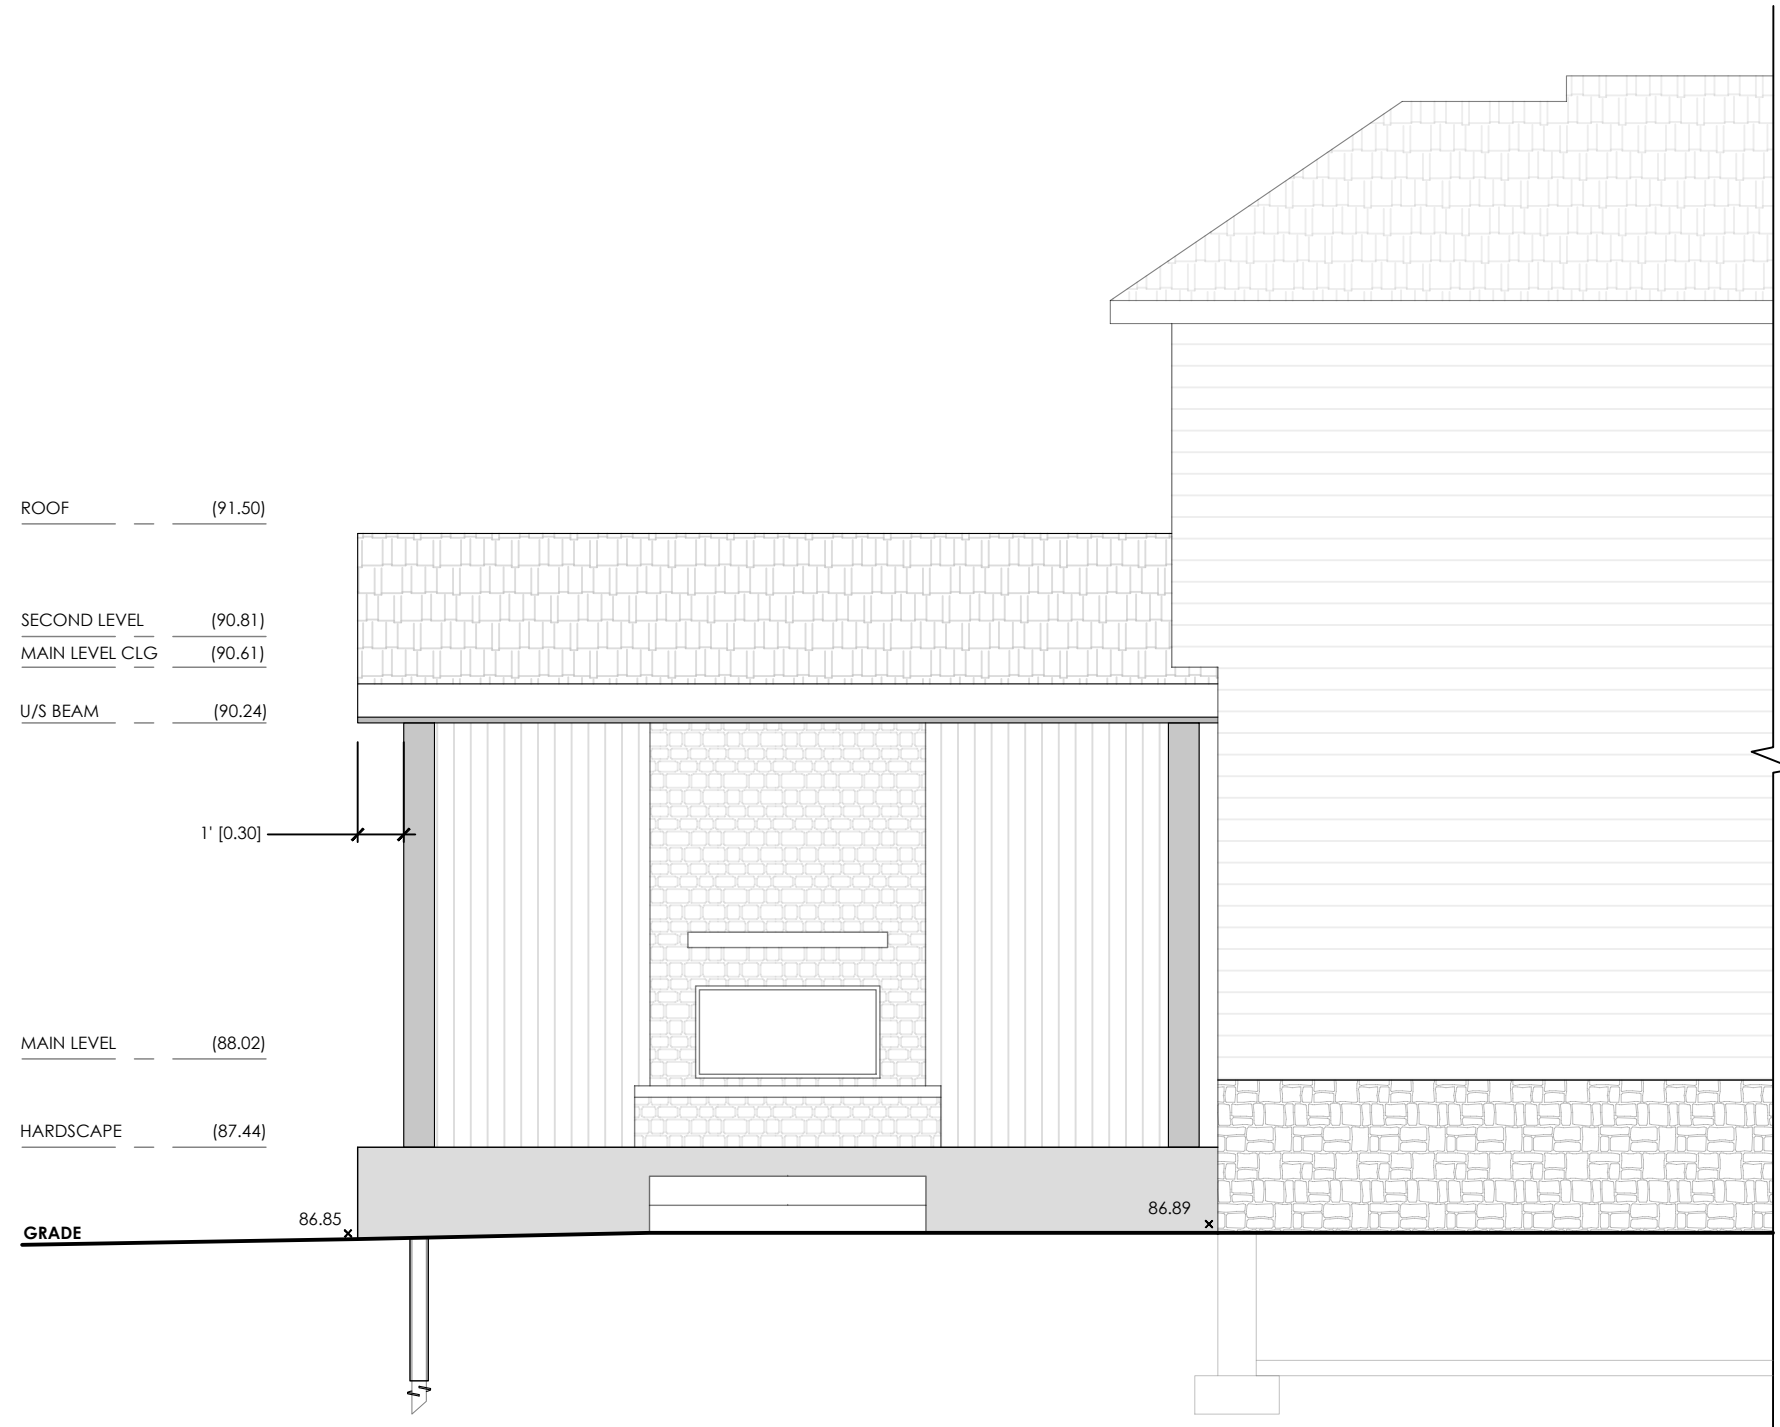 ROOF (91.50)
SECOND LEVEL (90.81)
MAIN LEVEL CLG (90.61)
U/S BEAM (90.24)
1' [0.30]
MAIN LEVEL (88.02)
HARDSCAPE (87.44)
86.89
86.85
GRADE